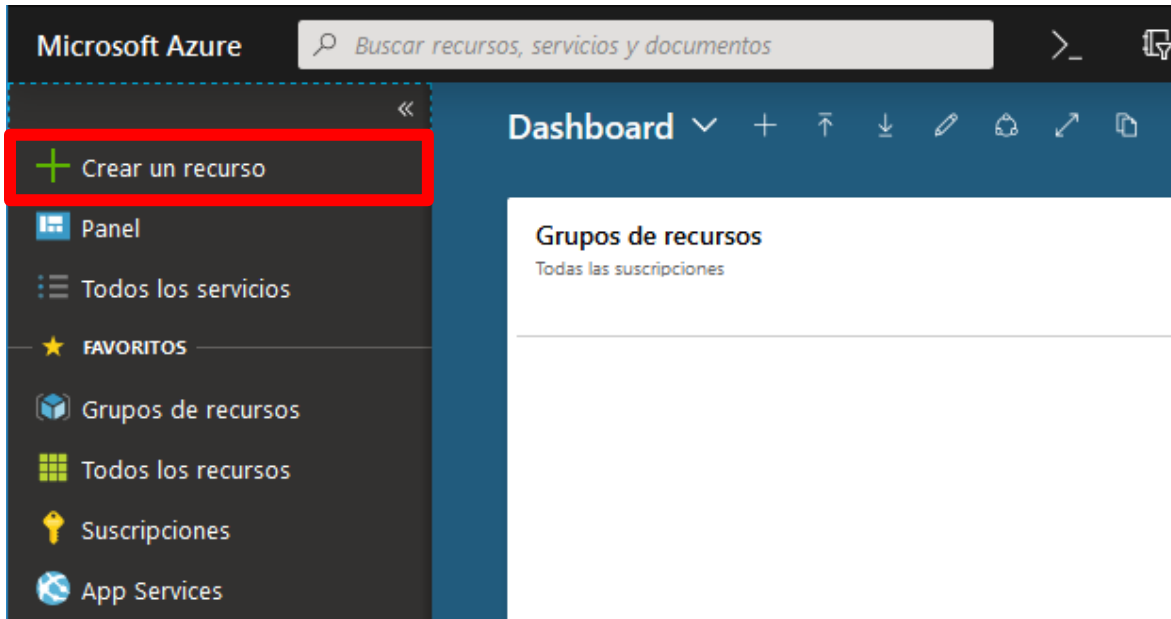 Microsoft Azure
Buscar recursos, servicios y documentos
Dashboard
Crear un recurso
Panel
Todos los servicios
FAVORITOS
Grupos de recursos
Todos los recursos
Suscripciones
App Services
Grupos de recursos
Todas las suscripciones